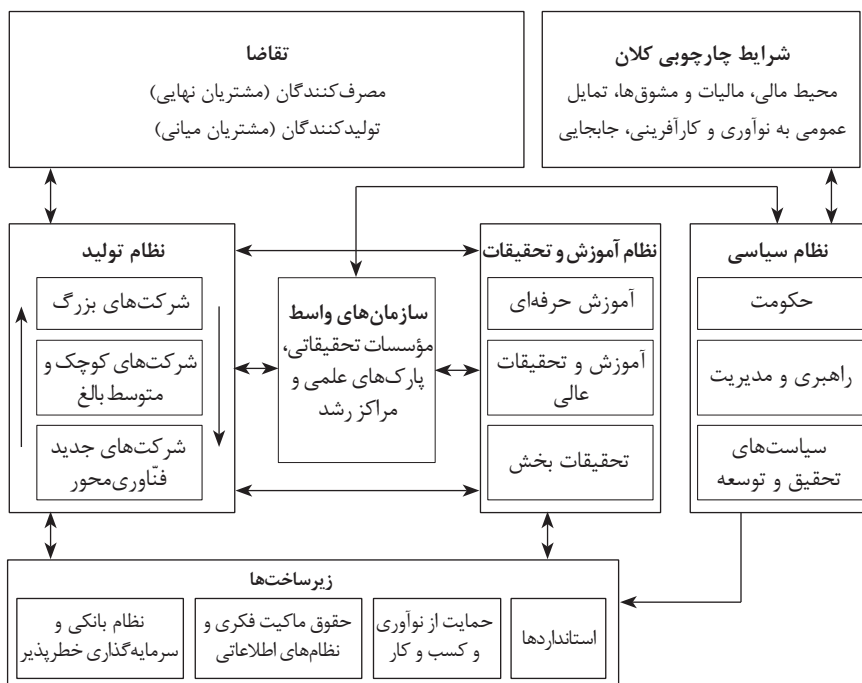 شرایط چارچوبی کلان
محیط مالی، مالیات و مشوق‌ها، تمایل
عمومی به نوآوری و کارآفرینی، جابجایی
تقاضا
مصرف‌کنندگان (مشتریان نهایی)
تولیدکنندگان (مشتریان میانی)
نظام سیاسی
حکومت
راهبری و مدیریت
سیاست‌های
تحقیق و توسعه
نظام آموزش و تحقیقات
آموزش حرفه‌ای
آموزش و تحقیقات
عالی
تحقیقات بخش
سازمان‌های واسط
مؤسسات تحقیقاتی،
پارک‌های علمی و
مراکز رشد
نظام تولید
شرکت‌های بزرگ
شرکت‌های کوچک و
متوسط بالغ
شرکت‌های جدید
فنّاوری‌محور
زیرساخت‌ها
استانداردها
حمایت از نوآوری
و کسب و کار
حقوق ماکیت فکری و
نظام‌های اطلاعاتی
نظام بانکی و
سرمایه‌گذاری خطرپذیر